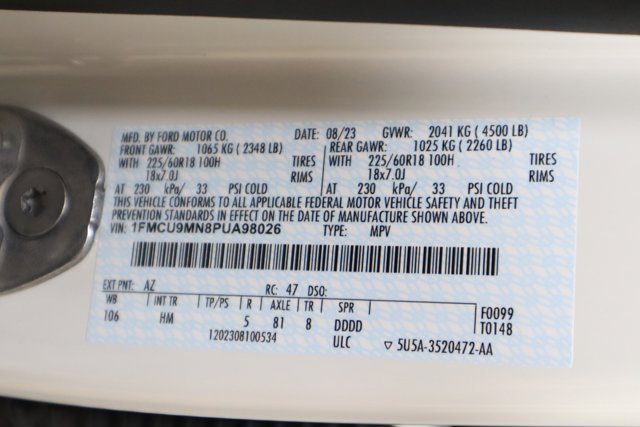 MFD. BY FORD MOTOR CO. DATE: 08/23 GVWR: 2041 KG ( 4500 LB)
FRONT GAWR: 1065 KG ( 2348 LB) REAR GAWR: 1025 KG ( 2260 LB)
WITH 225/60R18 100H TIRES WITH 225/60R18 100H TIRES
18x7.0J RIMS 18x7.0J RIMS
AT 230 kPa/ 33 PSI COLD AT 230 kPa/ 33 PSI COLD
THIS VEHICLE CONFORMS TO ALL APPLICABLE FEDERAL MOTOR VEHICLE SAFETY AND THEFT
PREVENTION STANDARDS IN EFFECT ON THE DATE OF MANUFACTURE SHOWN ABOVE.
VIN: 1FMCU9MN8PUA98026 TYPE: MPV
EXT PNT: AZ RC: 47 DSO:
WB INT TR TP/PS R AXLE TR SPR F0099
106 HM 5 81 8 DDDD T0148
1202308100534 ULC ▽ 5U5A-3520472-AA